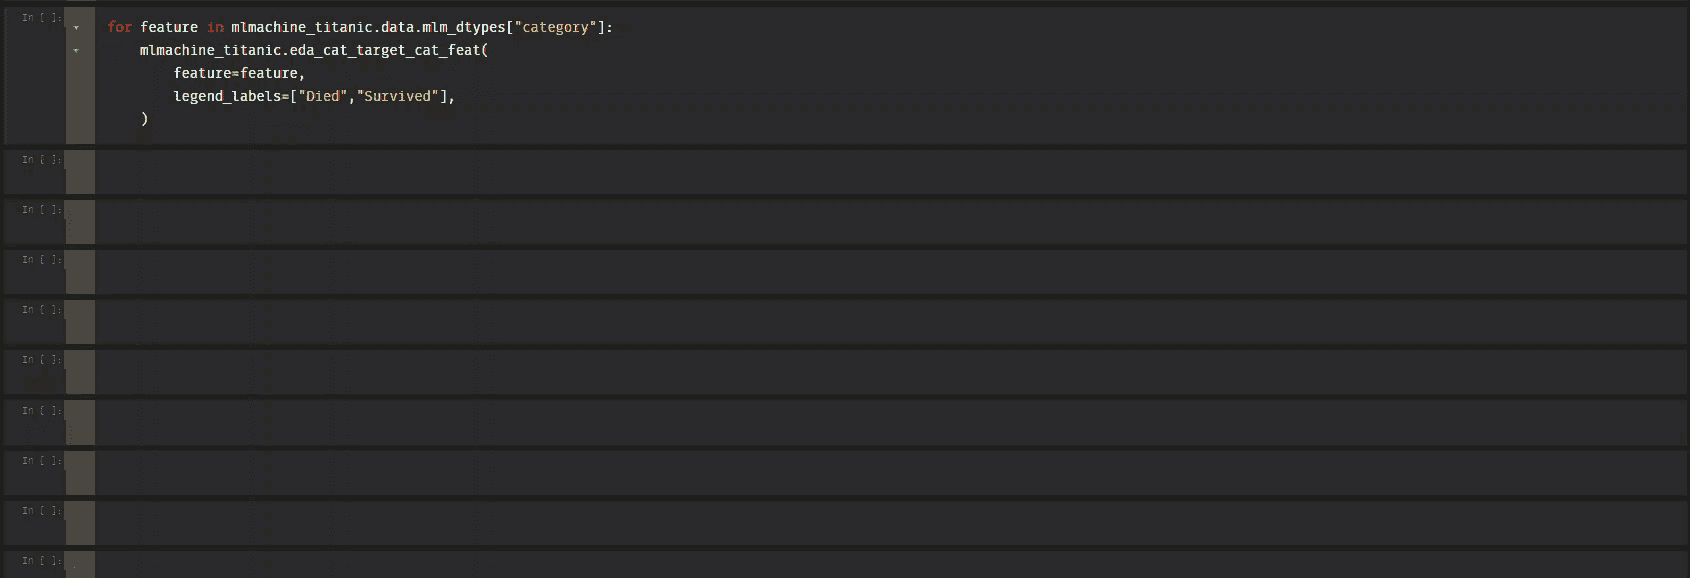 In [ ]:
for feature in mlmachine_titanic.data.mlm_dtypes["category"]:
    mlmachine_titanic.eda_cat_target_cat_feat(
        feature=feature,
        legend_labels=["Died","Survived"],
    )
In [ ]:
In [ ]:
In [ ]:
In [ ]:
In [ ]:
In [ ]:
In [ ]:
In [ ]:
In [ ]: